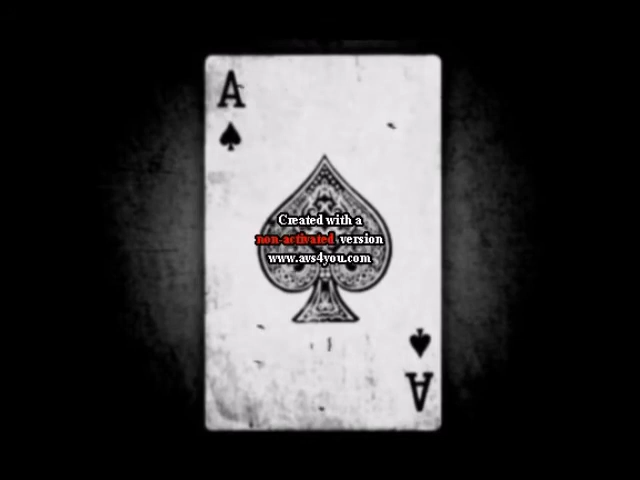 A
Created with a
non-activated version
www.avs4you.com
A